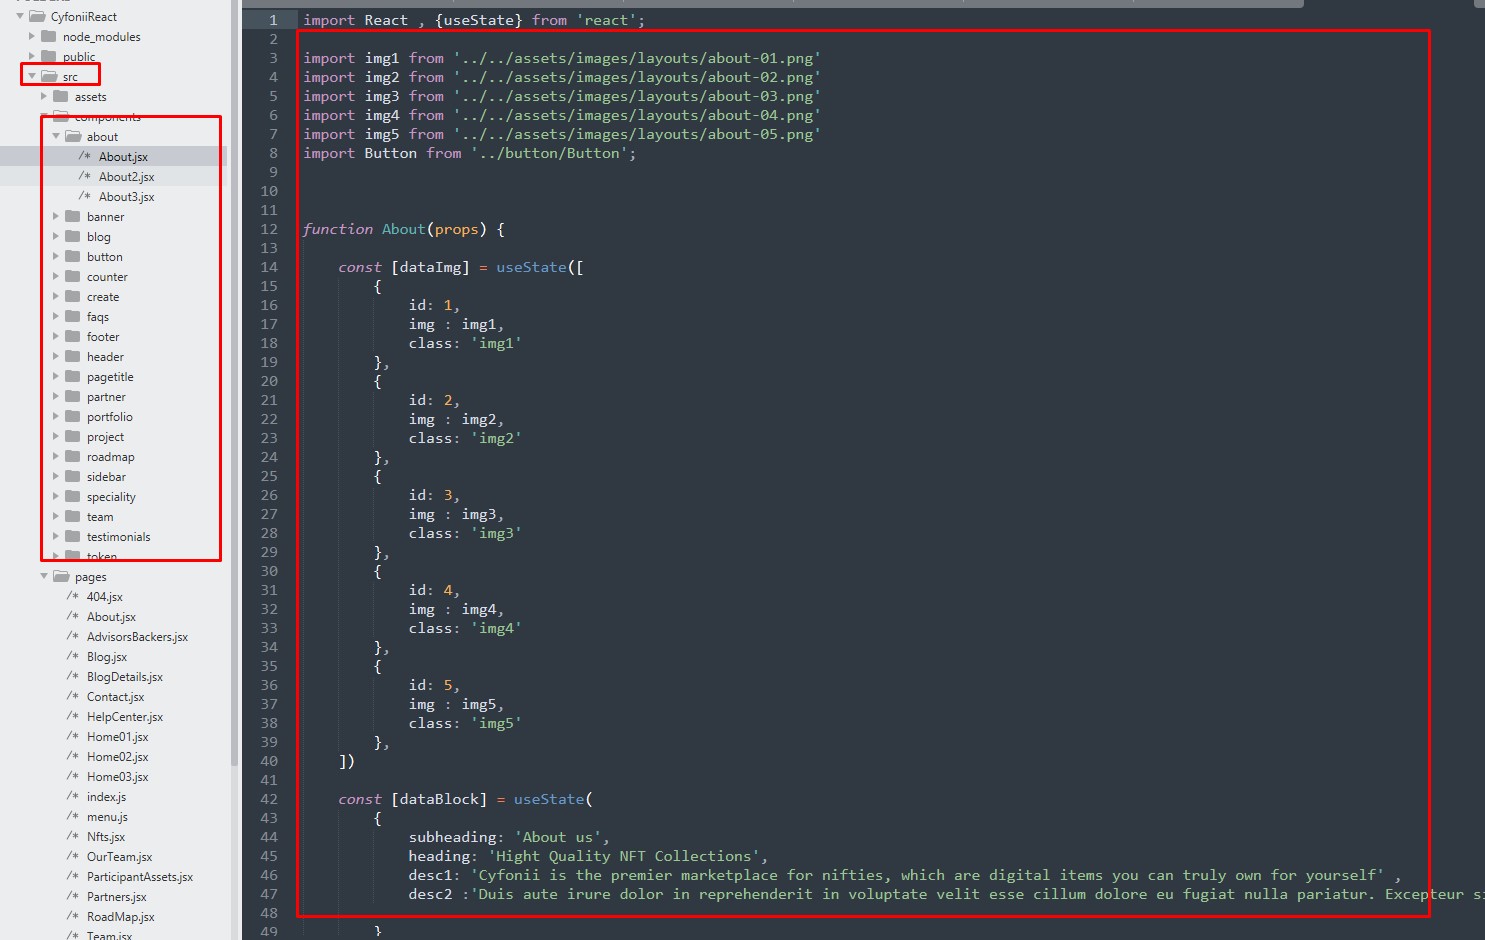 CyfoniiReact
node_modules
public
src
assets
components
about
/* About.jsx
/* About2.jsx
/* About3.jsx
banner
blog
button
counter
create
faqs
footer
header
pagetitle
partner
portfolio
project
roadmap
sidebar
speciality
team
testimonials
token
pages
/* 404.jsx
/* About.jsx
/* AdvisorsBackers.jsx
/* Blog.jsx
/* BlogDetails.jsx
/* Contact.jsx
/* HelpCenter.jsx
/* Home01.jsx
/* Home02.jsx
/* Home03.jsx
/* index.js
/* menu.js
/* Nfts.jsx
/* OurTeam.jsx
/* ParticipantAssets.jsx
/* Partners.jsx
/* RoadMap.jsx
/* Team.jsx
1 import React , {useState} from 'react';
2
3 import img1 from '../../assets/images/layouts/about-01.png'
4 import img2 from '../../assets/images/layouts/about-02.png'
5 import img3 from '../../assets/images/layouts/about-03.png'
6 import img4 from '../../assets/images/layouts/about-04.png'
7 import img5 from '../../assets/images/layouts/about-05.png'
8 import Button from '../button/Button';
9
10
11
12 function About(props) {
13
14 const [dataImg] = useState([
15 {
16 id: 1,
17 img : img1,
18 class: 'img1'
19 },
20 {
21 id: 2,
22 img : img2,
23 class: 'img2'
24 },
25 {
26 id: 3,
27 img : img3,
28 class: 'img3'
29 },
30 {
31 id: 4,
32 img : img4,
33 class: 'img4'
34 },
35 {
36 id: 5,
37 img : img5,
38 class: 'img5'
39 },
40 ])
41
42 const [dataBlock] = useState(
43 {
44 subheading: 'About us',
45 heading: 'Hight Quality NFT Collections',
46 desc1: 'Cyfonii is the premier marketplace for nifties, which are digital items you can truly own for yourself' ,
47 desc2 :'Duis aute irure dolor in reprehenderit in voluptate velit esse cillum dolore eu fugiat nulla pariatur. Excepteur si
48
49 }